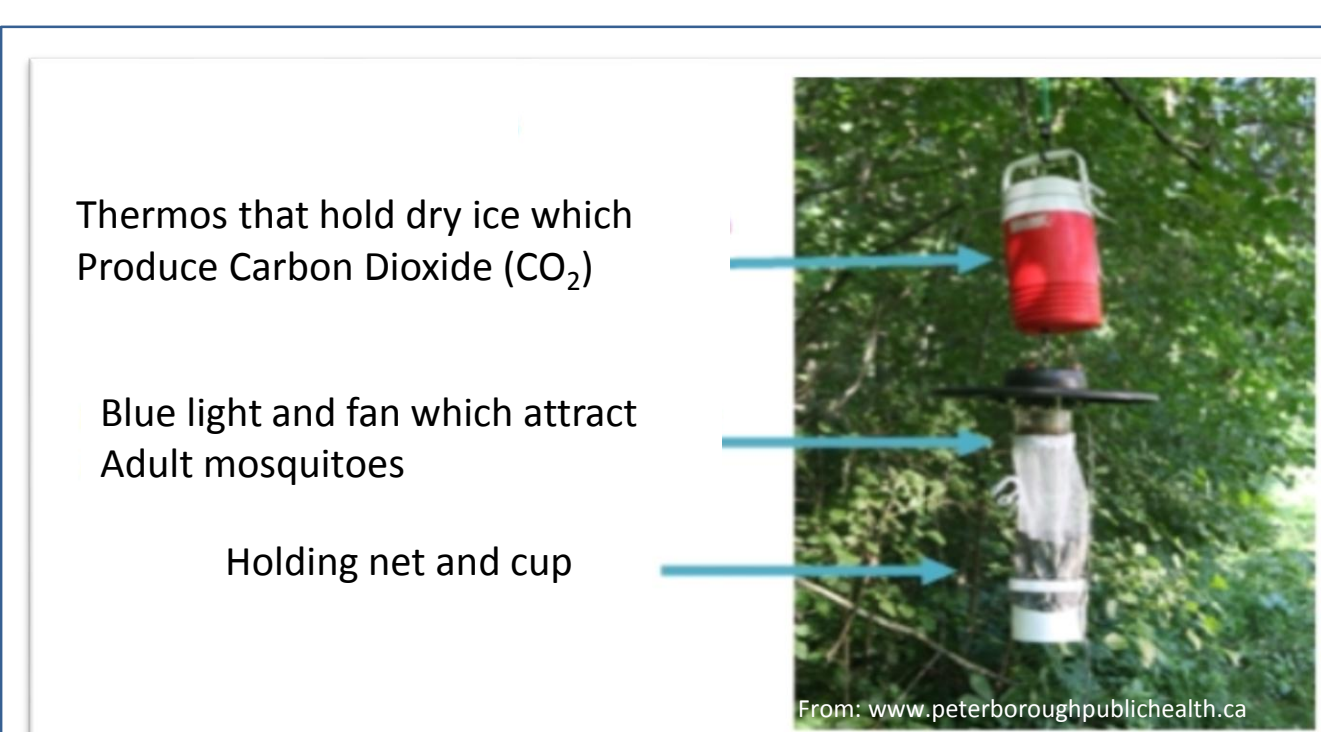 Thermos that hold dry ice which
Produce Carbon Dioxide (CO₂)
Blue light and fan which attract
Adult mosquitoes
Holding net and cup
From: www.peterboroughpublichealth.ca